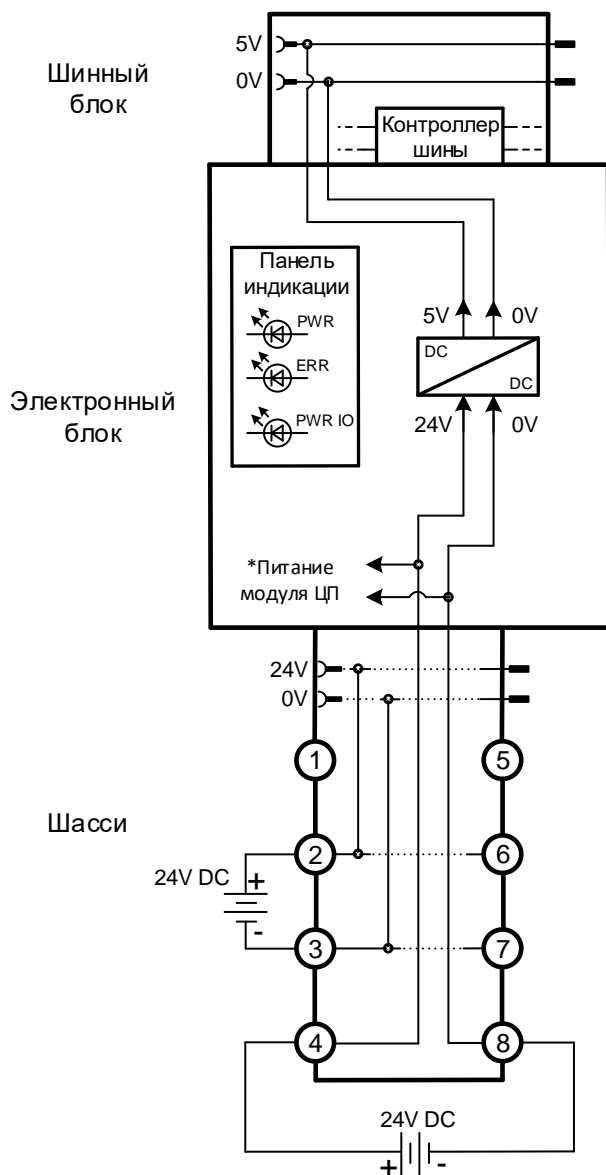 5V
Шинный
блок
0V
Контроллер
шины
Панель
индикации
PWR
5V
0V
ERR
DC
DC
Электронный
блок
PWR IO
24V
0V
*Питание
модуля ЦП
24V
0V
1
5
Шасси
2
6
24V DC
+
-
3
7
4
8
24V DC
+
-